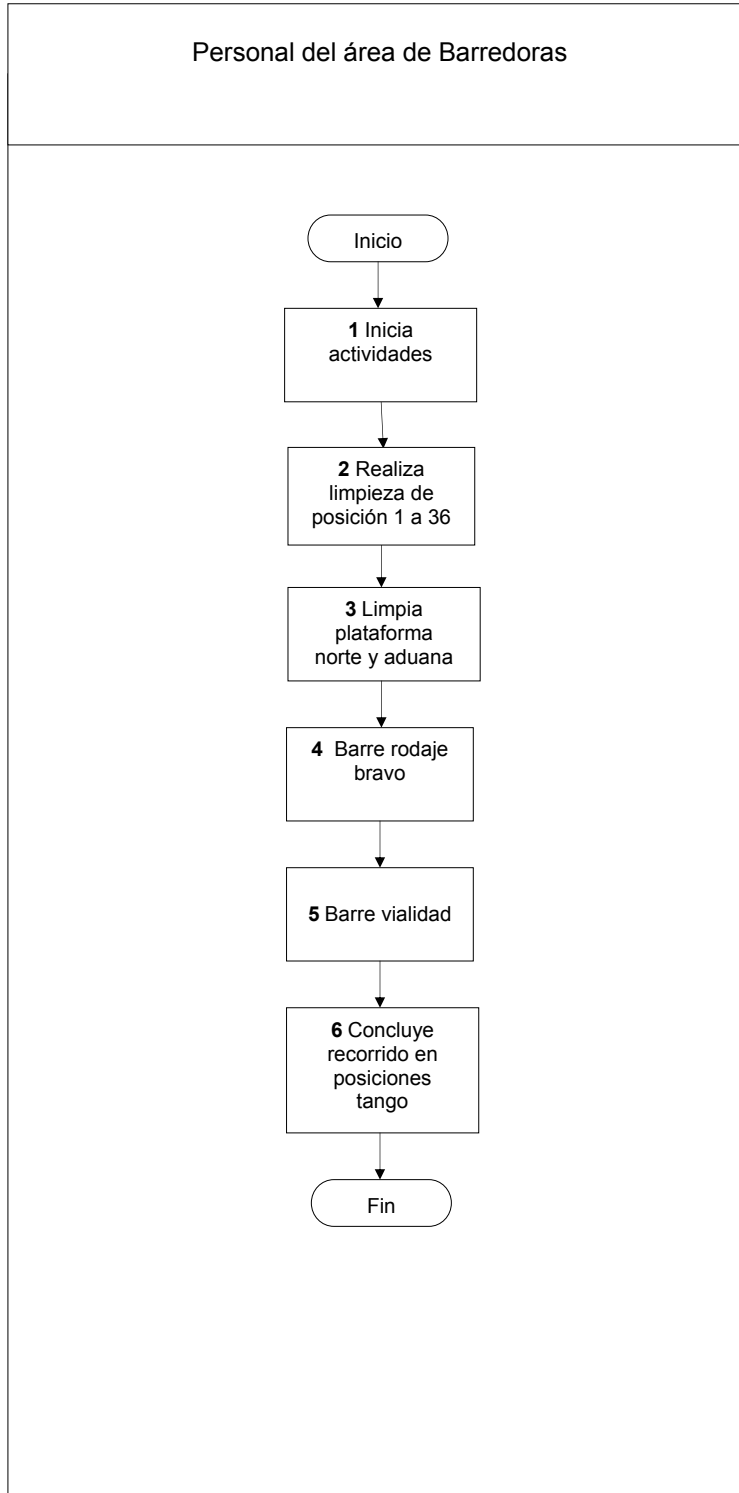 Personal del área de Barredoras
Inicio
1 Inicia
actividades
2 Realiza
limpieza de
posición 1 a 36
3 Limpia
plataforma
norte y aduana
4 Barre rodaje
bravo
5 Barre vialidad
6 Concluye
recorrido en
posiciones
tango
Fin